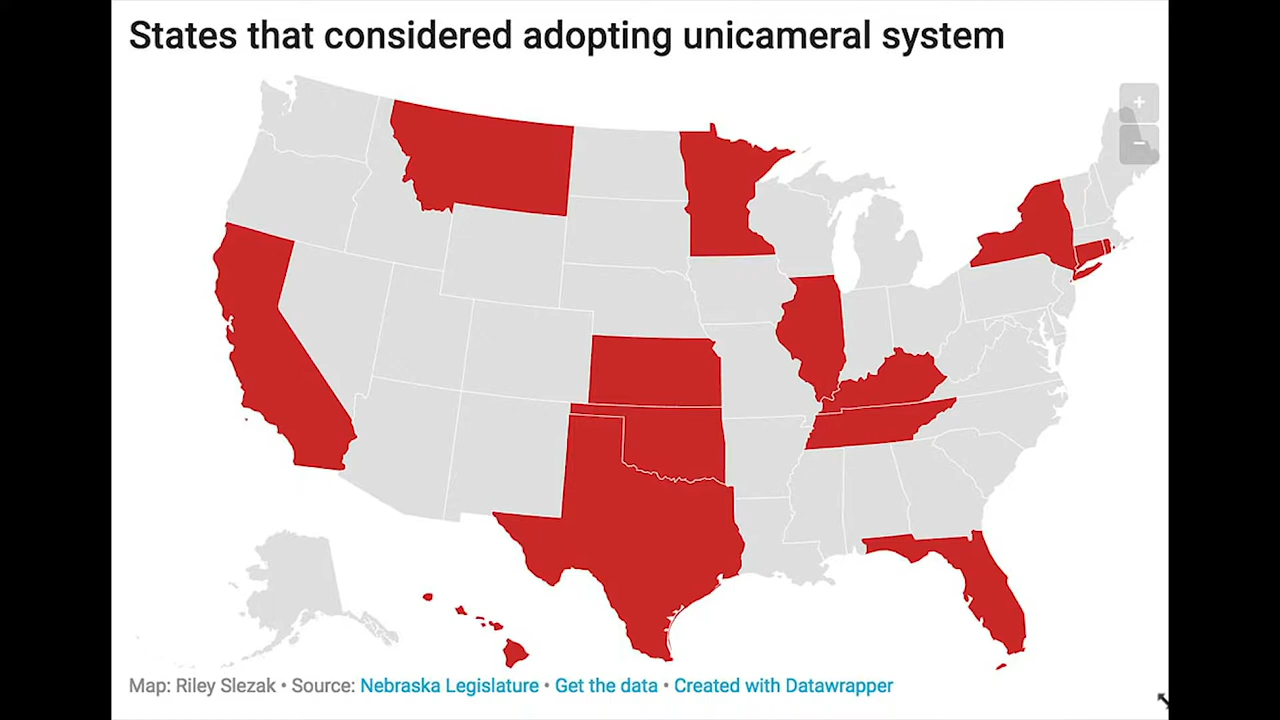 States that considered adopting unicameral system
+
−
Map: Riley Slezak • Source: Nebraska Legislature • Get the data • Created with Datawrapper